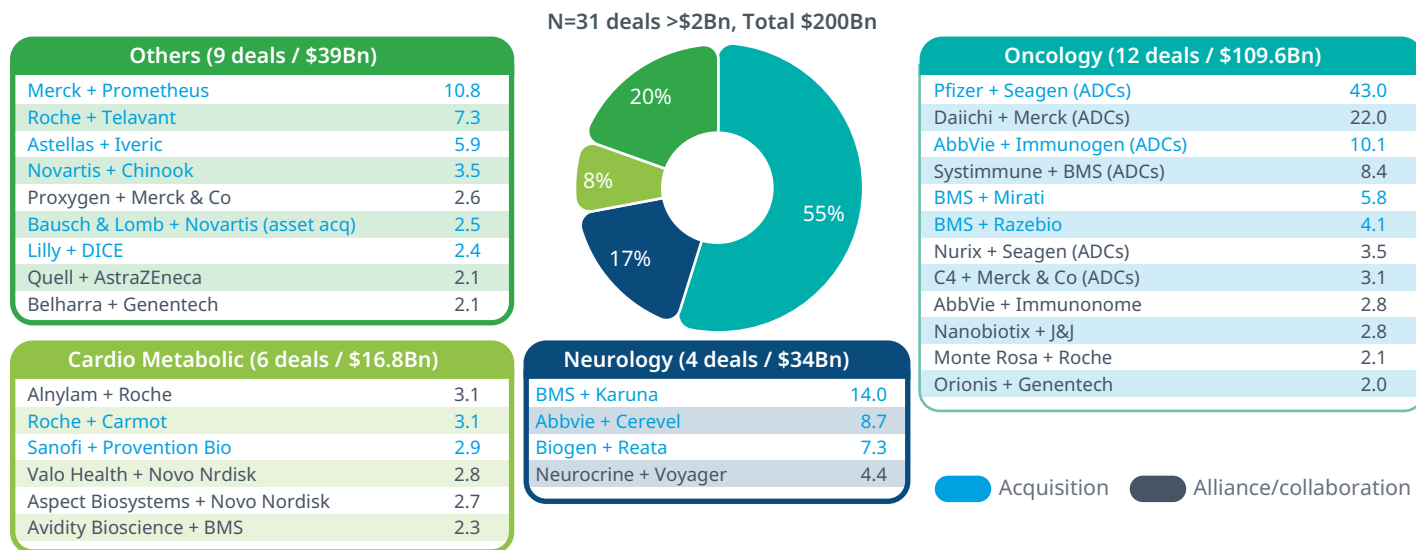 N=31 deals >$2Bn, Total $200Bn
Others (9 deals / $39Bn)
Merck + Prometheus 10.8
Roche + Telavant 7.3
Astellas + Iveric 5.9
Novartis + Chinook 3.5
Proxygen + Merck & Co 2.6
Bausch & Lomb + Novartis (asset acq) 2.5
Lilly + DICE 2.4
Quell + AstraZEneca 2.1
Belharra + Genentech 2.1
20%
8%
17%
55%
Oncology (12 deals / $109.6Bn)
Pfizer + Seagen (ADCs) 43.0
Daiichi + Merck (ADCs) 22.0
AbbVie + Immunogen (ADCs) 10.1
Systimmune + BMS (ADCs) 8.4
BMS + Mirati 5.8
BMS + Razebio 4.1
Nurix + Seagen (ADCs) 3.5
C4 + Merck & Co (ADCs) 3.1
AbbVie + Immunonome 2.8
Nanobiotix + J&J 2.8
Monte Rosa + Roche 2.1
Orionis + Genentech 2.0
Cardio Metabolic (6 deals / $16.8Bn)
Alnylam + Roche 3.1
Roche + Carmot 3.1
Sanofi + Provention Bio 2.9
Valo Health + Novo Nrdisk 2.8
Aspect Biosystems + Novo Nordisk 2.7
Avidity Bioscience + BMS 2.3
Neurology (4 deals / $34Bn)
BMS + Karuna 14.0
Abbvie + Cerevel 8.7
Biogen + Reata 7.3
Neurocrine + Voyager 4.4
Acquisition
Alliance/collaboration